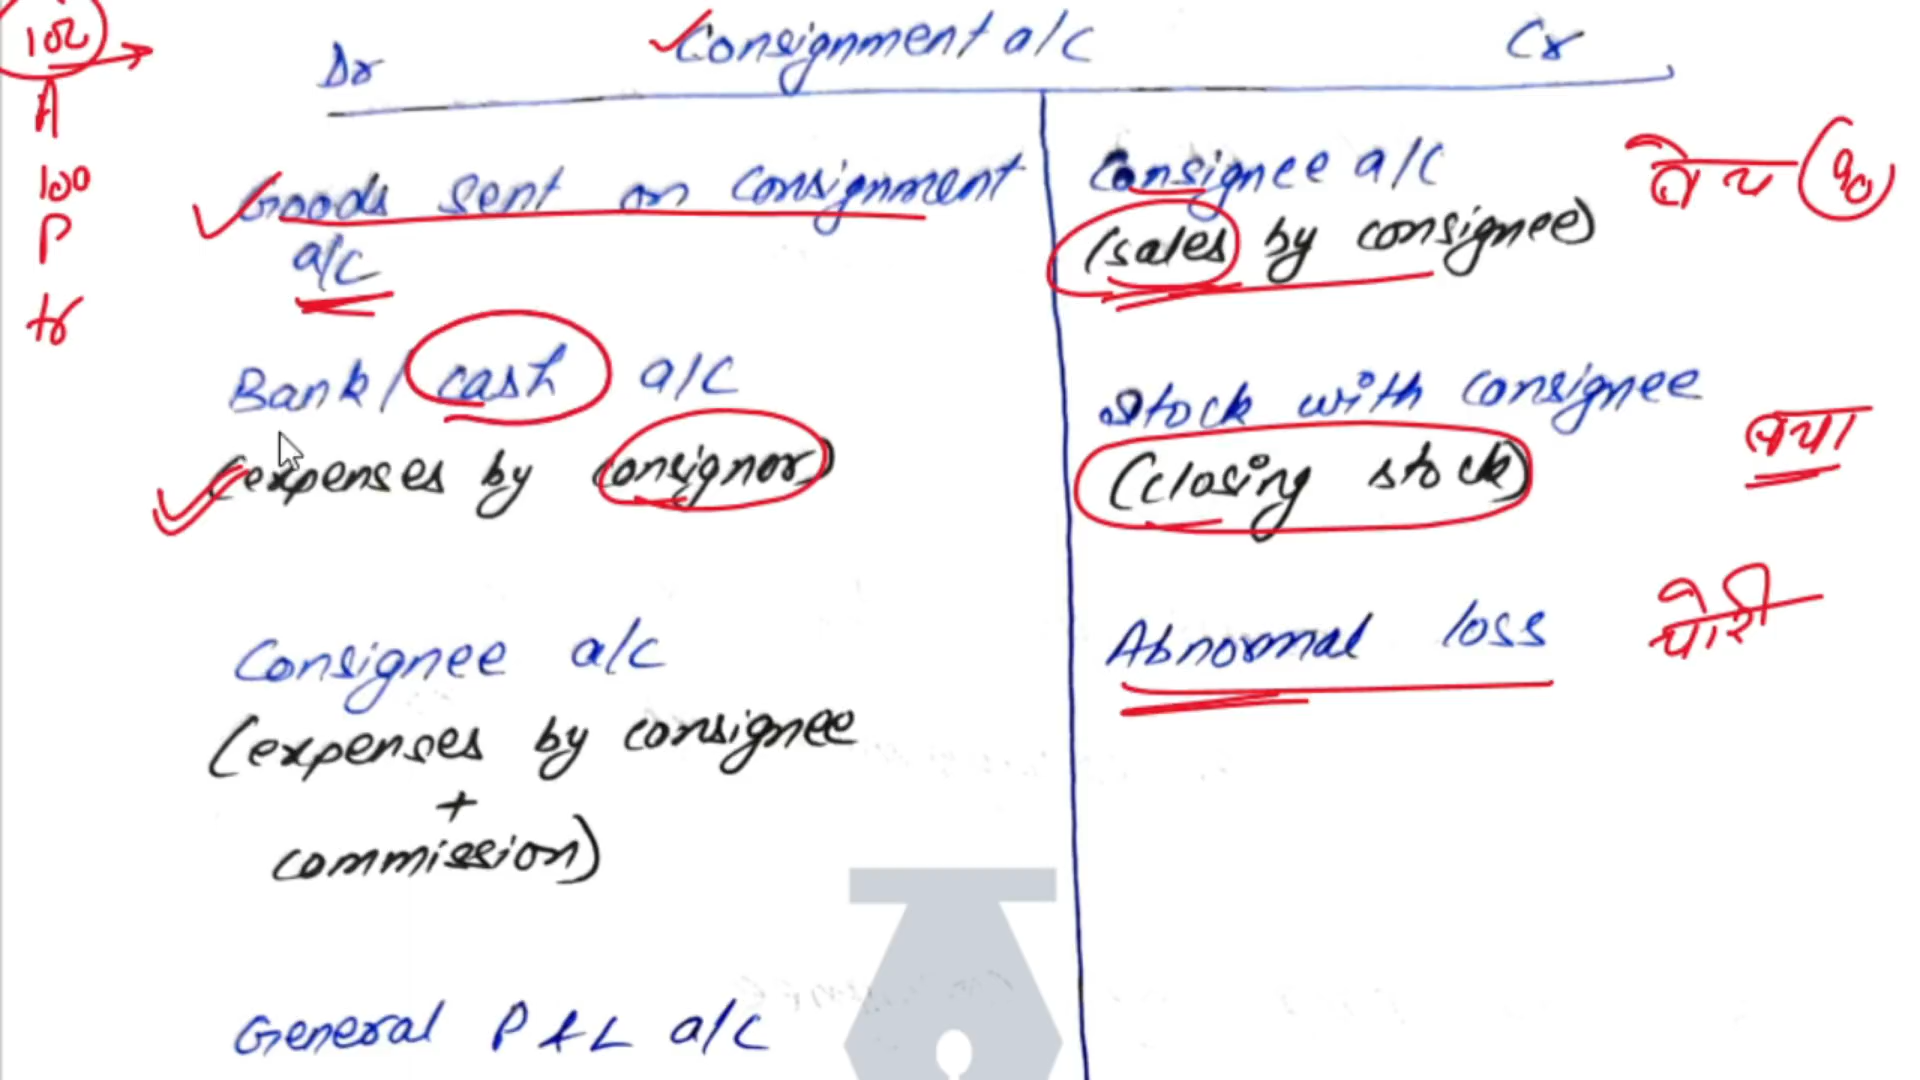 102
A
100
P
tr
Dr
Consignment a/c
Cr
Goods sent on consignment
a/c
Bank/ cash a/c
(expenses by consignor)
Consignee a/c
(expenses by consignee
+
commission)
General P & L a/c
Consignee a/c
(sales by consignee)
90
Stock with consignee
(closing stock)
बचा
Abnormal loss
चोरी